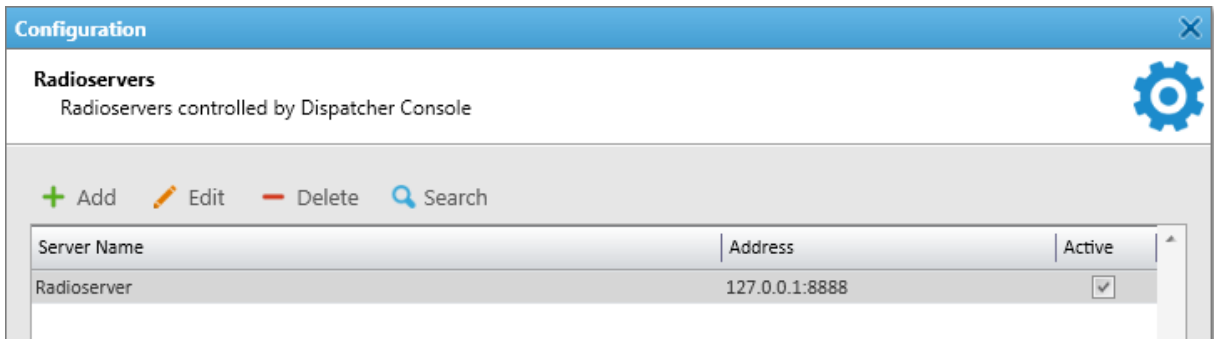 Configuration
Radioservers
Radioservers controlled by Dispatcher Console
Add Edit Delete Search
Server Name Address Active
Radioserver 127.0.0.1:8888